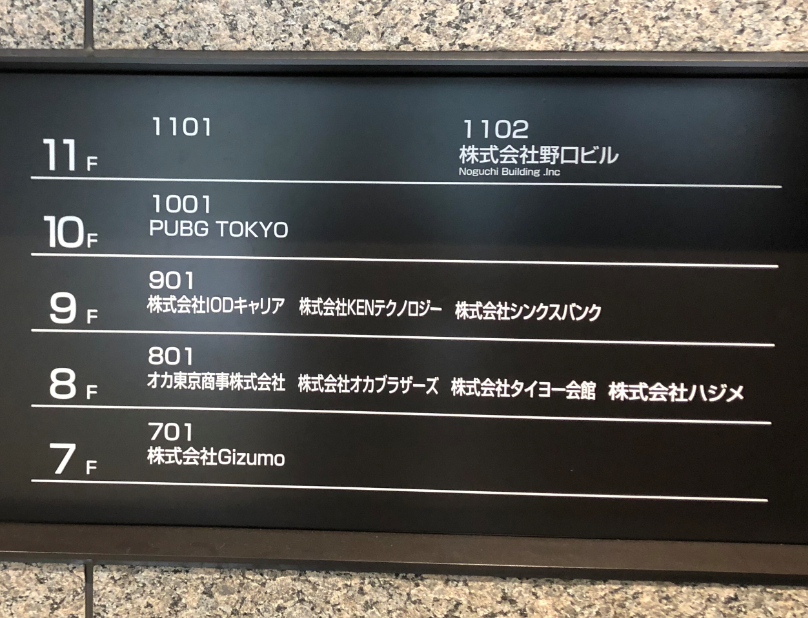 1101 1102
11F 株式会社野口ビル
Noguchi Building .Inc
1001
10F PUBG TOKYO
901
9F 株式会社IODキャリア 株式会社KENテクノロジー 株式会社シンクスバンク
801
8F オカ東京商事株式会社 株式会社オカブラザーズ 株式会社タイヨー会館 株式会社ハジメ
701
7F 株式会社Gizumo